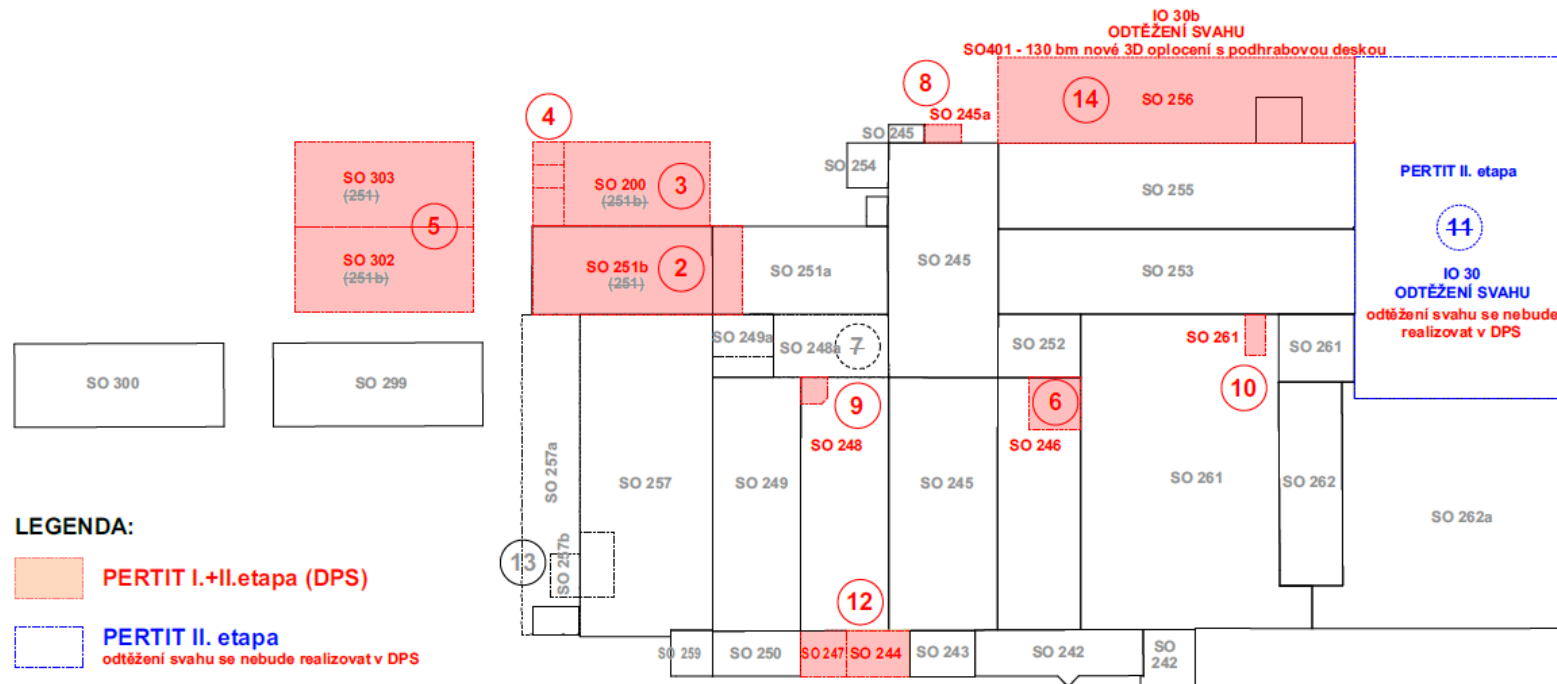 IO 30b
ODTĚŽENÍ SVAHU
SO401 - 130 bm nové 3D oplocení s podhrabovou deskou
8
4
14
SO 256
SO 245a
SO 245
SO 254
PERTIT II. etapa
SO 303
(251)
SO 200
(251b)
3
SO 255
5
11
SO 302
(251b)
SO 251b
(251)
2
SO 251a
SO 245
SO 253
IO 30
ODTĚŽENÍ SVAHU
odtěžení svahu se nebude
realizovat v DPS
SO 249a
SO 248a
7
SO 252
SO 261
SO 261
SO 300
SO 299
10
9
6
SO 248
SO 246
SO 257a
SO 257
SO 249
SO 245
SO 261
SO 262
SO 262a
LEGENDA:
13
SO 257b
PERTIT I.+II.etapa (DPS)
12
PERTIT II. etapa
odtěžení svahu se nebude realizovat v DPS
SO 259
SO 250
SO 247
SO 244
SO 243
SO 242
SO
242